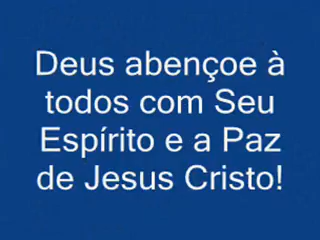 Deus abençoe à
todos com Seu
Espírito e a Paz
de Jesus Cristo!